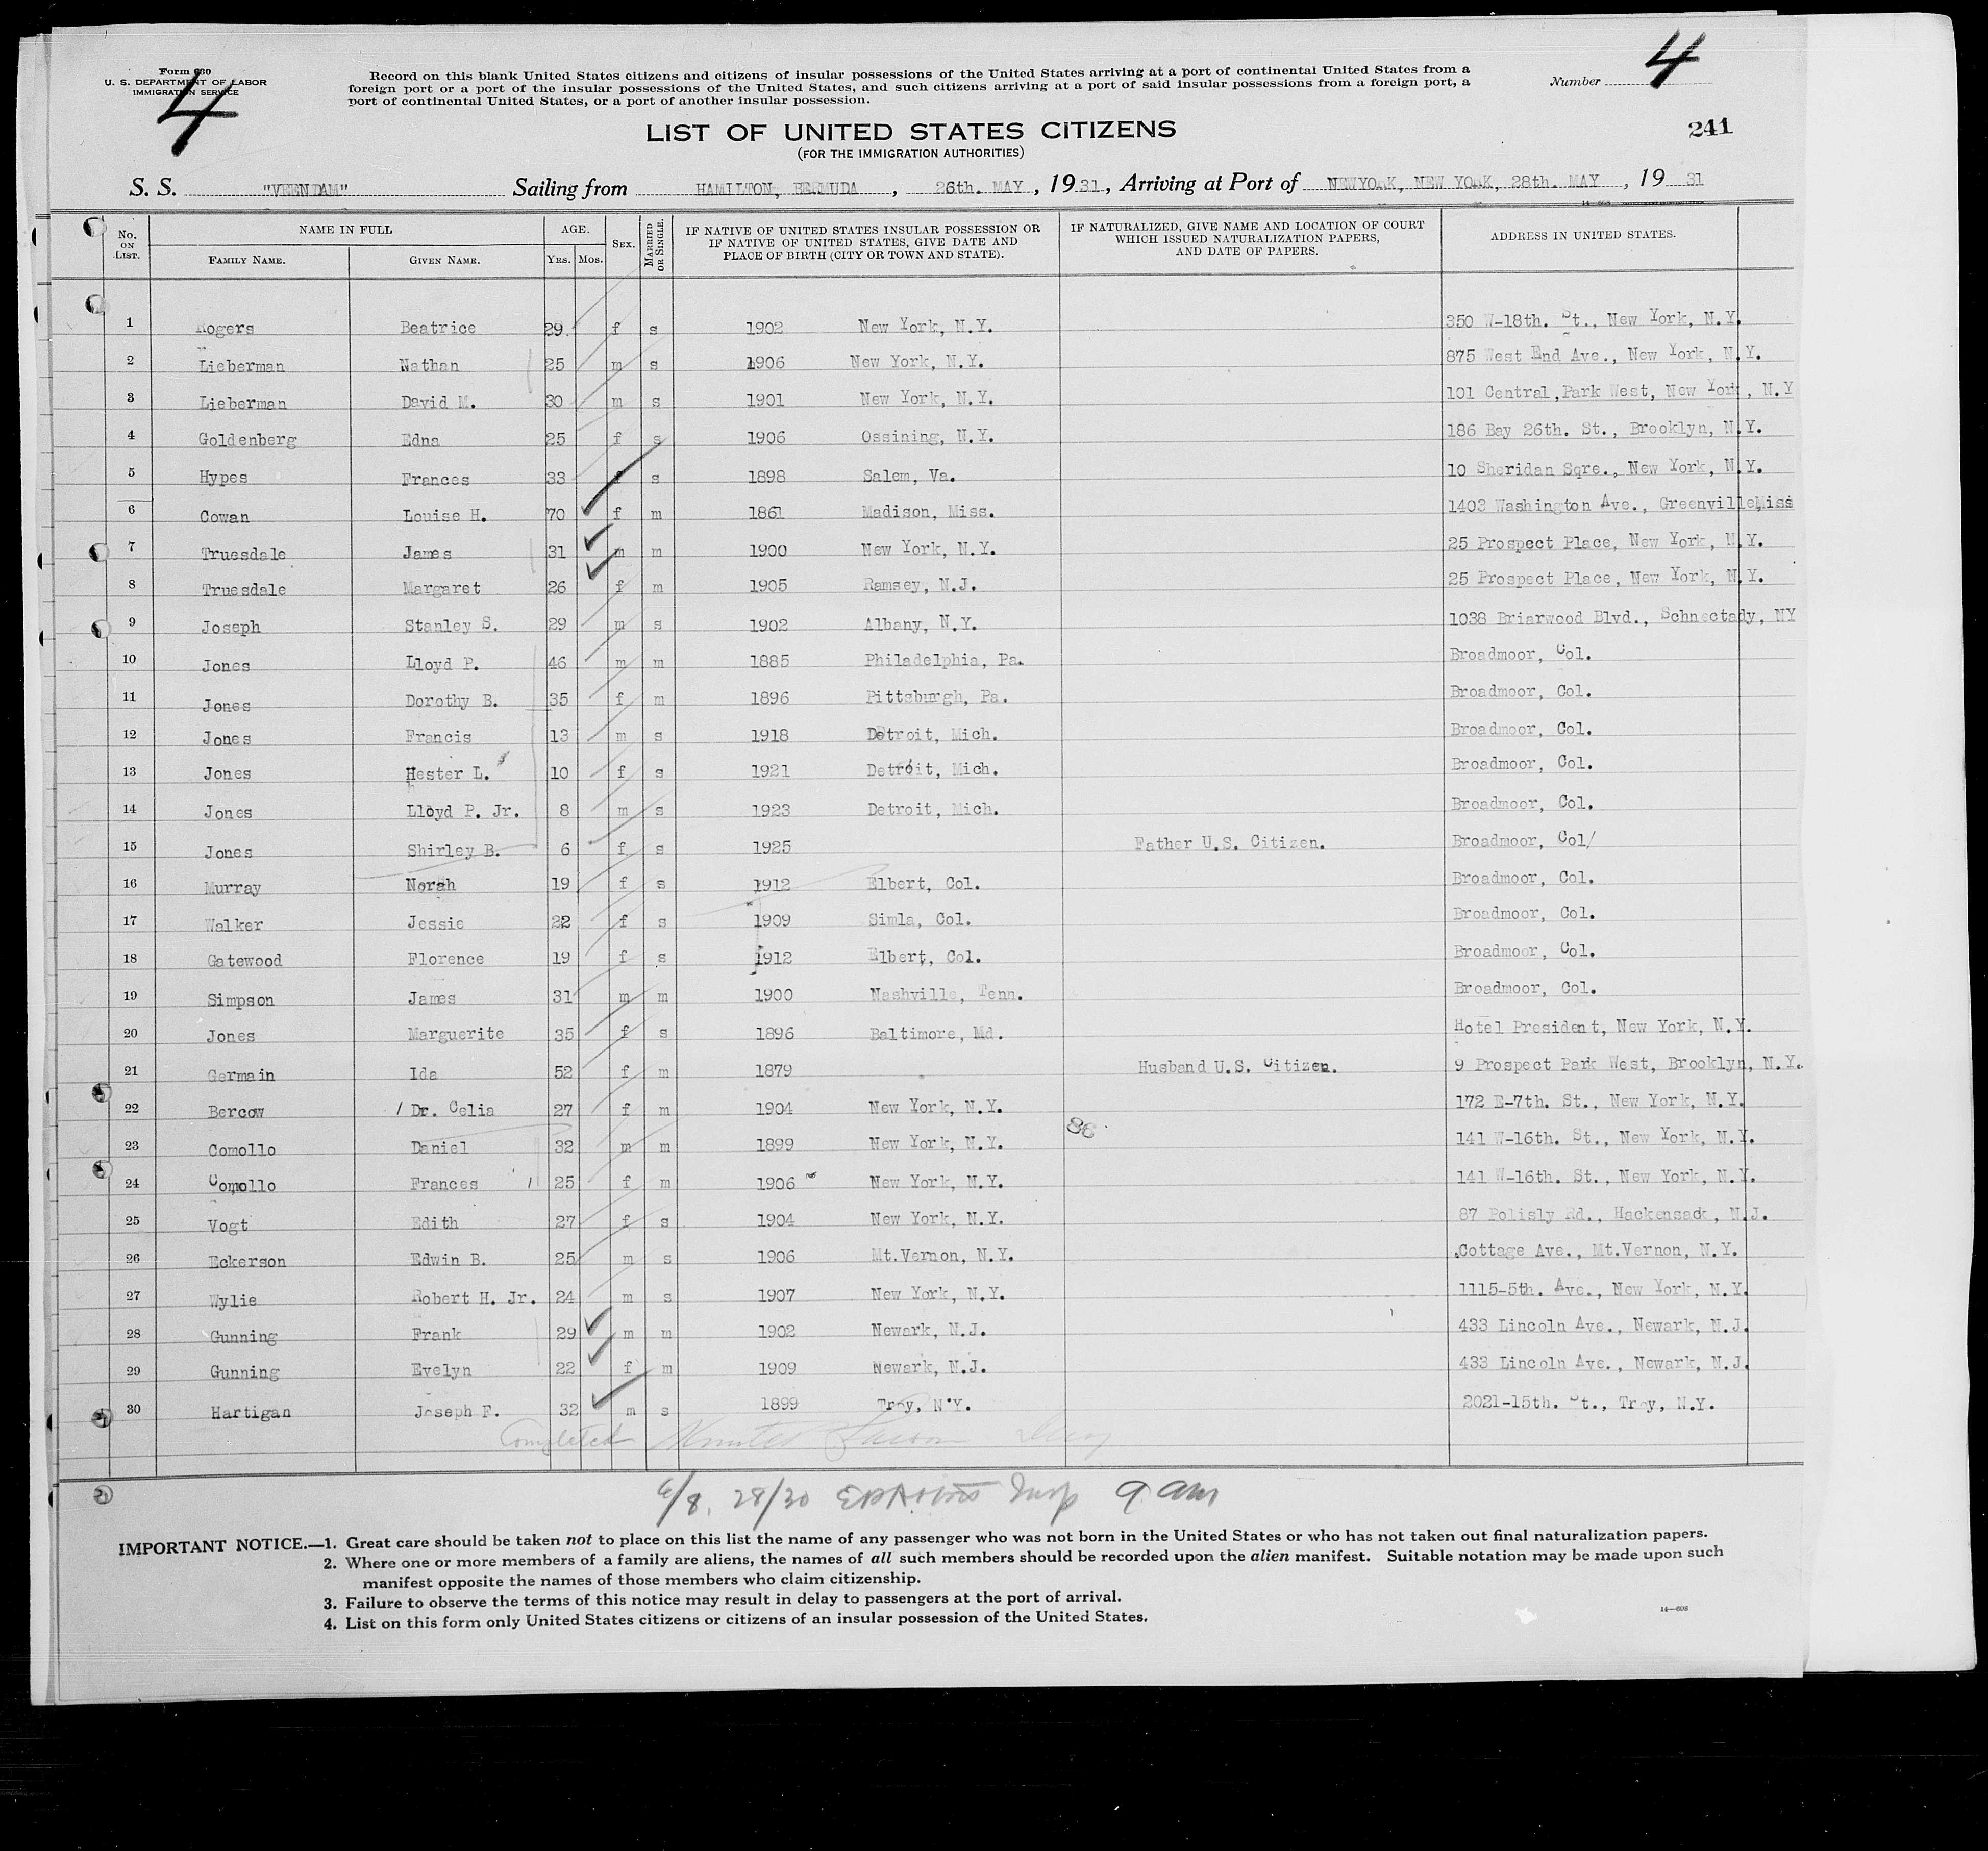 Form 630
U. S. DEPARTMENT OF LABOR
IMMIGRATION SERVICE
4
Record on this blank United States citizens and citizens of insular possessions of the United States arriving at a port of continental United States from a
foreign port or a port of the insular possessions of the United States, and such citizens arriving at a port of said insular possessions from a foreign port, a
port of continental United States, or a port of another insular possession.
Number 4
241
LIST OF UNITED STATES CITIZENS
(FOR THE IMMIGRATION AUTHORITIES)
S. S. "VEENDAM" Sailing from HAMILTON, BERMUDA, 26th. MAY, 1931, Arriving at Port of NEWYORK, NEW YORK, 28th. MAY, 1931
No. ON LIST. NAME IN FULL FAMILY NAME. GIVEN NAME. AGE. YRS. MOS. SEX. MARRIED OR SINGLE. IF NATIVE OF UNITED STATES INSULAR POSSESSION OR IF NATIVE OF UNITED STATES, GIVE DATE AND PLACE OF BIRTH (CITY OR TOWN AND STATE). IF NATURALIZED, GIVE NAME AND LOCATION OF COURT WHICH ISSUED NATURALIZATION PAPERS, AND DATE OF PAPERS. ADDRESS IN UNITED STATES.
1 Rogers Beatrice 29 f s 1902 New York, N.Y. 350 W-18th. St., New York, N.Y.
2 Lieberman Nathan 25 m s 1906 New York, N.Y. 875 West End Ave., New York, N.Y.
3 Lieberman David M. 30 m s 1901 New York, N.Y. 101 Central,Park West, New York, N.Y
4 Goldenberg Edna 25 f s 1906 Ossining, N.Y. 186 Bay 26th. St., Brooklyn, N.Y.
5 Hypes Frances 33 f s 1898 Salem, Va. 10 Sheridan Sqre., New York, N.Y.
6 Cowan Louise H. 70 f m 1861 Madison, Miss. 1403 Washington Ave., Greenville,Miss
7 Truesdale James 31 m m 1900 New York, N.Y. 25 Prospect Place, New York, N.Y.
8 Truesdale Margaret 26 f m 1905 Ramsey, N.J. 25 Prospect Place, New York, N.Y.
9 Joseph Stanley S. 29 m s 1902 Albany, N.Y. 1038 Briarwood Blvd., Schnectady, NY
10 Jones Lloyd P. 46 m m 1885 Philadelphia, Pa. Broadmoor, Col.
11 Jones Dorothy B. 35 f m 1896 Pittsburgh, Pa. Broadmoor, Col.
12 Jones Francis 13 m s 1918 Detroit, Mich. Broadmoor, Col.
13 Jones Hester L. 10 f s 1921 Detroit, Mich. Broadmoor, Col.
14 Jones Lloyd P. Jr. 8 m s 1923 Detroit, Mich. Broadmoor, Col.
15 Jones Shirley B. 6 f s 1925 Father U.S. Citizen. Broadmoor, Col/
16 Murray Norah 19 f s 1912 Elbert, Col. Broadmoor, Col.
17 Walker Jessie 22 f s 1909 Simla, Col. Broadmoor, Col.
18 Gatewood Florence 19 f s 1912 Elbert, Col. Broadmoor, Col.
19 Simpson James 31 m m 1900 Nashville, Tenn. Broadmoor, Col.
20 Jones Marguerite 35 f s 1896 Baltimore, Md. Hotel President, New York, N.Y.
21 Germain Ida 52 f m 1879 Husband U.S. Citizen. 9 Prospect Park West, Brooklyn, N.Y.
22 Bercow Dr. Celia 27 f m 1904 New York, N.Y. 172 E-7th. St., New York, N.Y.
23 Comollo Daniel 32 m m 1899 New York, N.Y. 86 141 W-16th. St., New York, N.Y.
24 Comollo Frances 25 f m 1906 New York, N.Y. 141 W-16th. St., New York, N.Y.
25 Vogt Edith 27 f s 1904 New York, N.Y. 87 Polisly Rd., Hackensack, N.J.
26 Eckerson Edwin B. 25 m s 1906 Mt.Vernon, N.Y. Cottage Ave., Mt.Vernon, N.Y.
27 Wylie Robert H. Jr. 24 m s 1907 New York, N.Y. 1115-5th. Ave., New York, N.Y.
28 Gunning Frank 29 m m 1902 Newark, N.J. 433 Lincoln Ave., Newark, N.J.
29 Gunning Evelyn 22 f m 1909 Newark, N.J. 433 Lincoln Ave., Newark, N.J.
30 Hartigan Joseph F. 32 m s 1899 Troy, N.Y. 2021-15th. St., Troy, N.Y.
Completed
6/8, 28/30 Insp 9 am
IMPORTANT NOTICE.—1. Great care should be taken not to place on this list the name of any passenger who was not born in the United States or who has not taken out final naturalization papers.
2. Where one or more members of a family are aliens, the names of all such members should be recorded upon the alien manifest. Suitable notation may be made upon such
manifest opposite the names of those members who claim citizenship.
3. Failure to observe the terms of this notice may result in delay to passengers at the port of arrival.
4. List on this form only United States citizens or citizens of an insular possession of the United States.
14—606